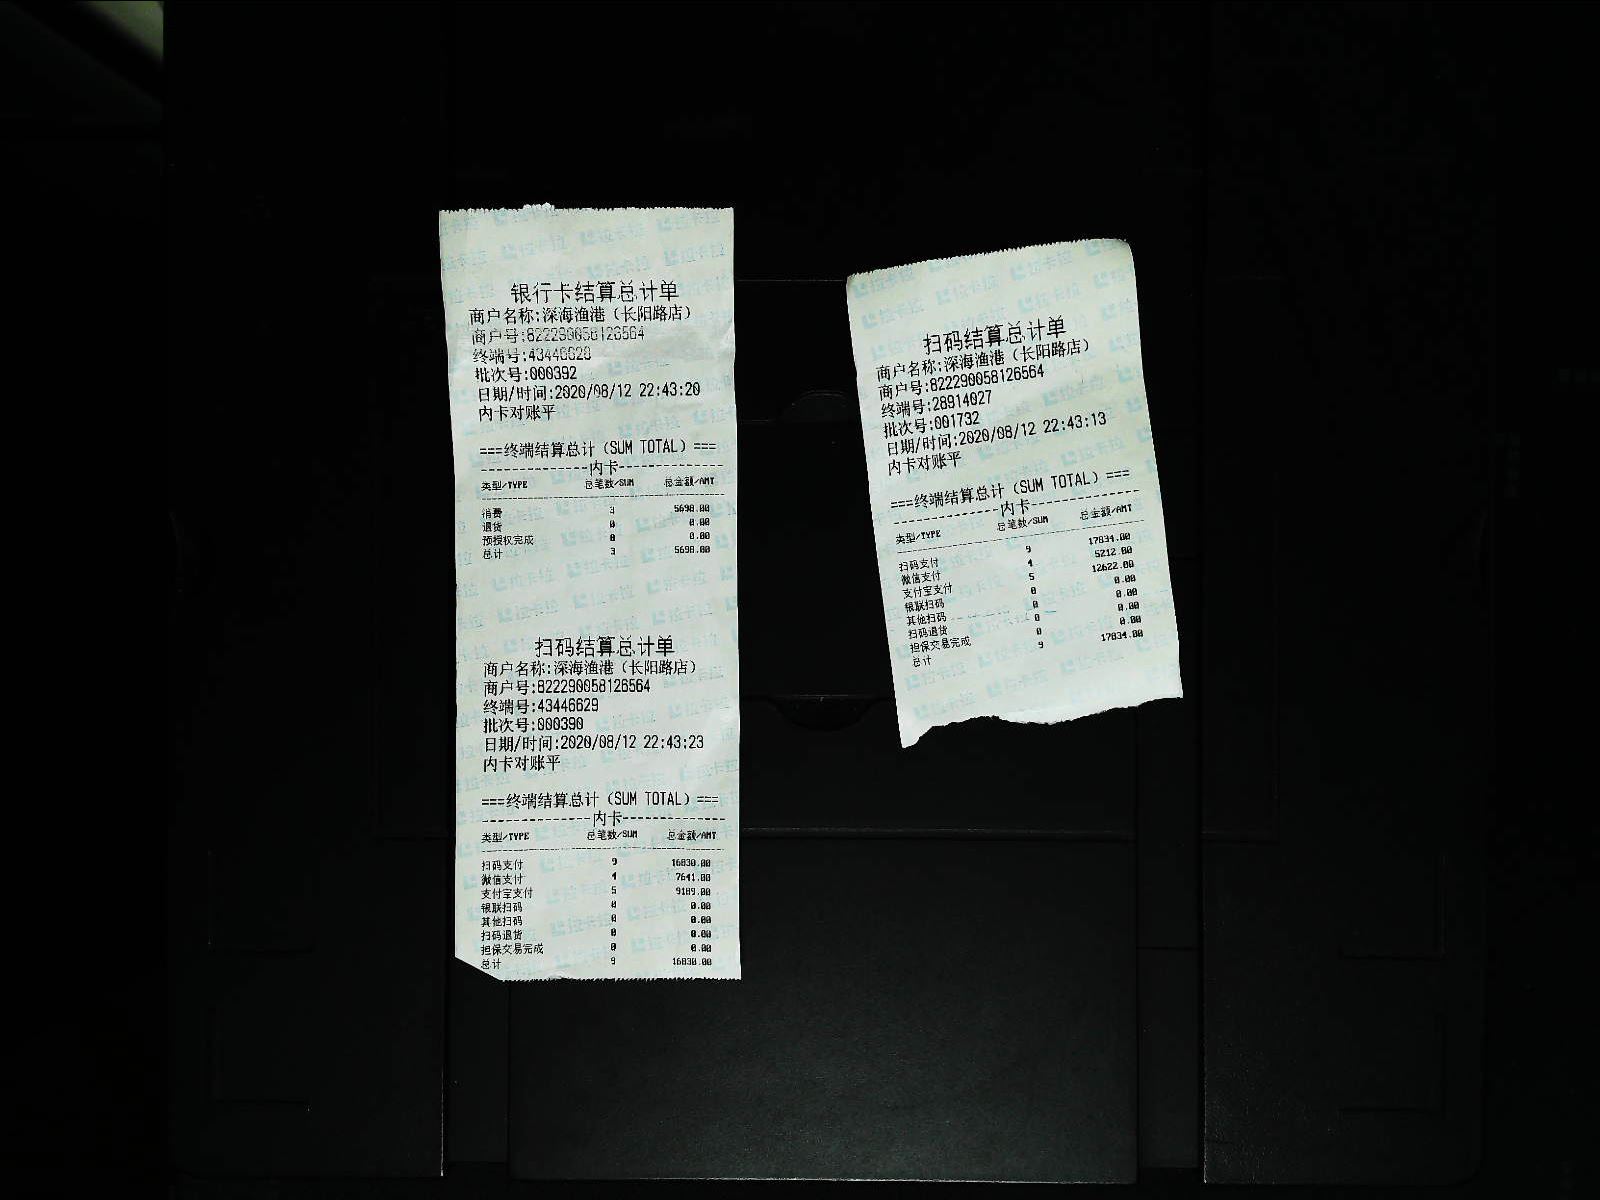 银行卡结算总计单
商户名称:深海渔港（长阳路店）
商户号:822290058126564
终端号:43446628
批次号:000392
日期/时间:2020/08/12 22:43:20
内卡对账平
===终端结算总计（SUM TOTAL）===
---------------内卡---------------
类型/TYPE 总笔数/SUM 总金额/AMT
消费 3 5698.00
退货 0 0.00
预授权完成 0 0.00
总计 3 5698.00
扫码结算总计单
商户名称:深海渔港（长阳路店）
商户号:822290058126564
终端号:43446629
批次号:000390
日期/时间:2020/08/12 22:43:23
内卡对账平
===终端结算总计（SUM TOTAL）===
---------------内卡---------------
类型/TYPE 总笔数/SUM 总金额/AMT
扫码支付 9 16830.00
微信支付 4 7641.00
支付宝支付 5 9189.00
银联扫码 0 0.00
其他扫码 0 0.00
扫码退货 0 0.00
担保交易完成 0 0.00
总计 9 16830.00
扫码结算总计单
商户名称:深海渔港（长阳路店）
商户号:822290058126564
终端号:28914027
批次号:001732
日期/时间:2020/08/12 22:43:13
内卡对账平
===终端结算总计（SUM TOTAL）===
---------------内卡---------------
类型/TYPE 总笔数/SUM 总金额/AMT
扫码支付 9 17834.00
微信支付 4 5212.00
支付宝支付 5 12622.00
银联扫码 0 0.00
其他扫码 0 0.00
扫码退货 0 0.00
担保交易完成 0 0.00
总计 9 17834.00